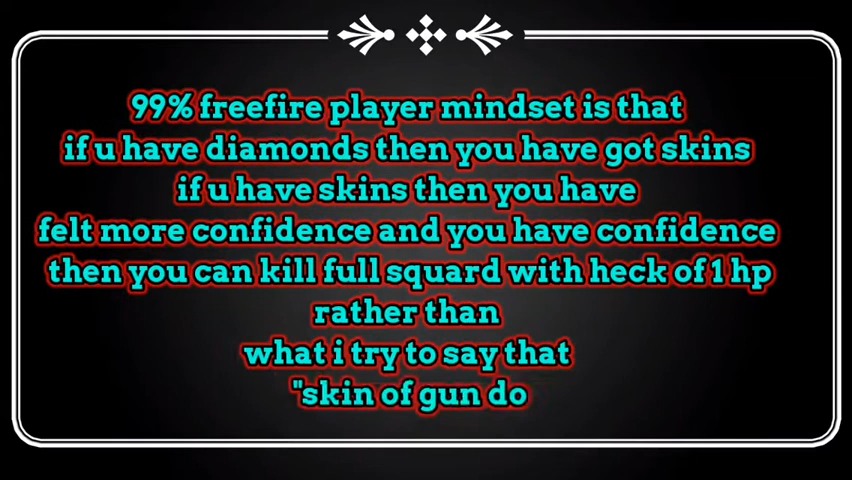 99% freefire player mindset is that
if u have diamonds then you have got skins
if u have skins then you have
felt more confidence and you have confidence
then you can kill full squard with heck of 1 hp
rather than
what i try to say that
"skin of gun do